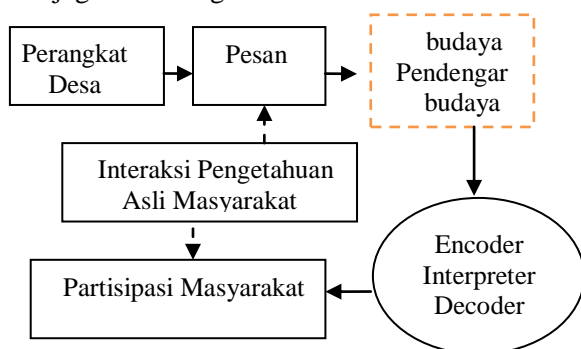 Perangkat
Desa
Pesan
budaya
Pendengar
budaya
Interaksi Pengetahuan
Asli Masyarakat
Partisipasi Masyarakat
Encoder
Interpreter
Decoder